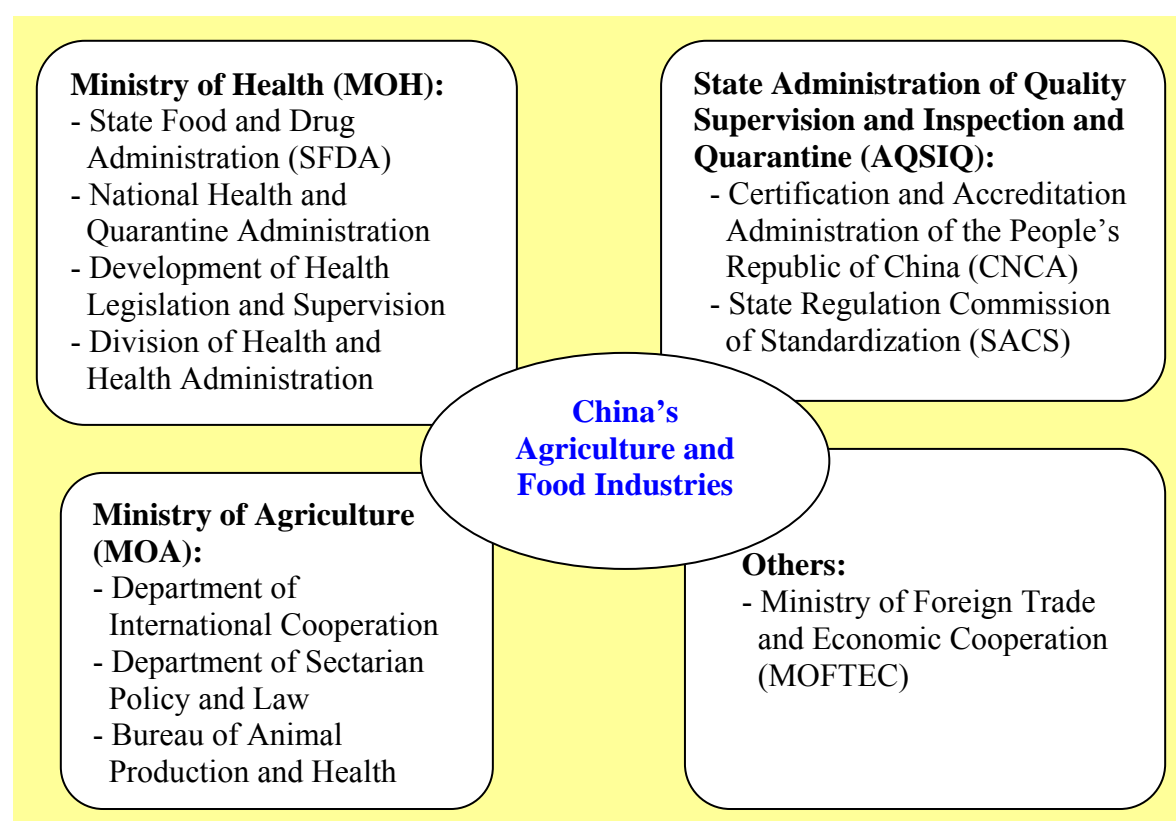 Ministry of Health (MOH):
- State Food and Drug
Administration (SFDA)
- National Health and
Quarantine Administration
- Development of Health
Legislation and Supervision
- Division of Health and
Health Administration
State Administration of Quality
Supervision and Inspection and
Quarantine (AQSIQ):
- Certification and Accreditation
Administration of the People’s
Republic of China (CNCA)
- State Regulation Commission
of Standardization (SACS)
China’s
Agriculture and
Food Industries
Ministry of Agriculture
(MOA):
- Department of
International Cooperation
- Department of Sectarian
Policy and Law
- Bureau of Animal
Production and Health
Others:
- Ministry of Foreign Trade
and Economic Cooperation
(MOFTEC)